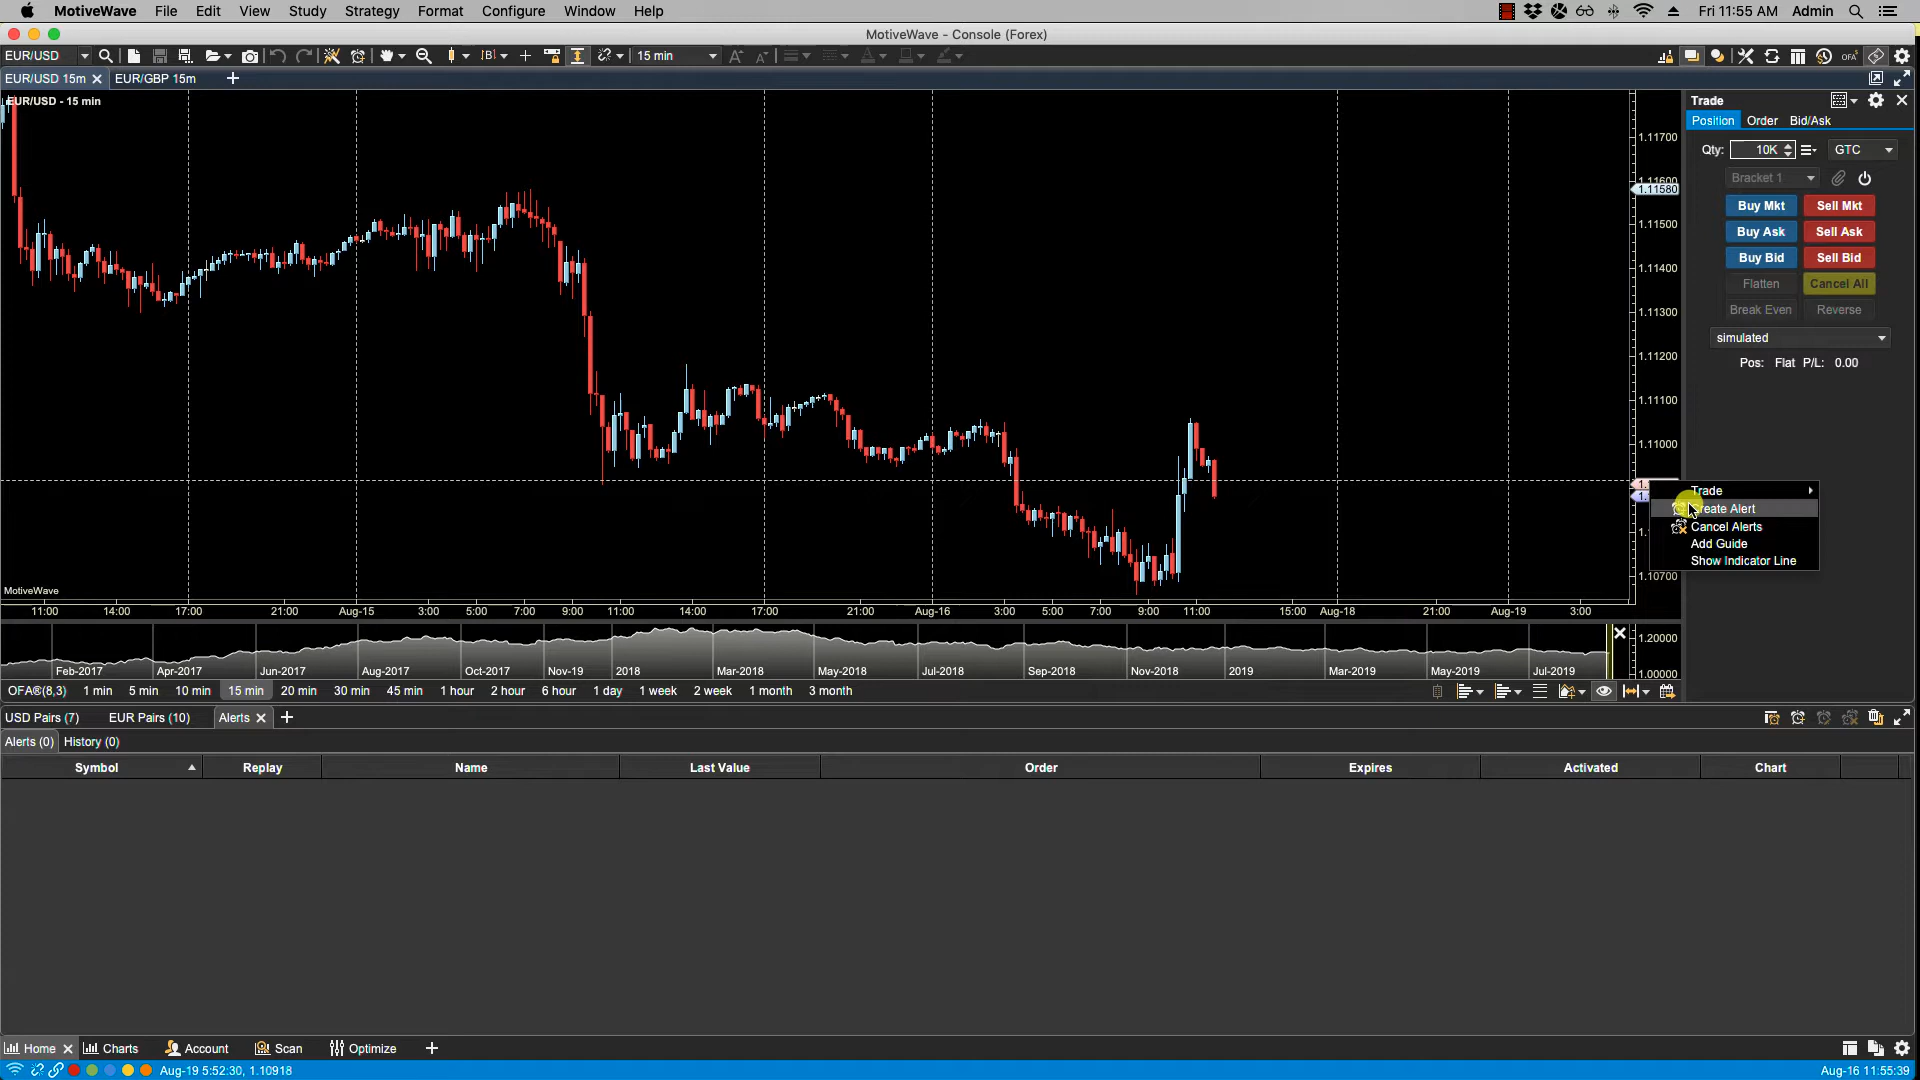 MotiveWave File Edit View Study Strategy Format Configure Window Help
Fri 11:55 AM Admin
MotiveWave - Console (Forex)
EUR/USD
15 min
OFA
EUR/USD 15m
EUR/GBP 15m
EUR/USD - 15 min
1.11700
1.11600
1.11580
1.11500
1.11400
1.11300
1.11200
1.11100
1.11000
1.10700
Trade
Position Order Bid/Ask
Qty: 10K GTC
Bracket 1
Buy Mkt Sell Mkt
Buy Ask Sell Ask
Buy Bid Sell Bid
Flatten Cancel All
Break Even Reverse
simulated
Pos: Flat P/L: 0.00
Trade
Create Alert
Cancel Alerts
Add Guide
Show Indicator Line
MotiveWave
11:00 14:00 17:00 21:00 Aug-15 3:00 5:00 7:00 9:00 11:00 14:00 17:00 21:00 Aug-16 3:00 5:00 7:00 9:00 11:00 15:00 Aug-18 21:00 Aug-19 3:00
1.20000
1.00000
Feb-2017 Apr-2017 Jun-2017 Aug-2017 Oct-2017 Nov-19 2018 Mar-2018 May-2018 Jul-2018 Sep-2018 Nov-2018 2019 Mar-2019 May-2019 Jul-2019
OFA®(8,3) 1 min 5 min 10 min 15 min 20 min 30 min 45 min 1 hour 2 hour 6 hour 1 day 1 week 2 week 1 month 3 month
USD Pairs (7) EUR Pairs (10) Alerts
Alerts (0) History (0)
Symbol Replay Name Last Value Order Expires Activated Chart
Home Charts Account Scan Optimize
Aug-19 5:52:30, 1.10918
Aug-16 11:55:39